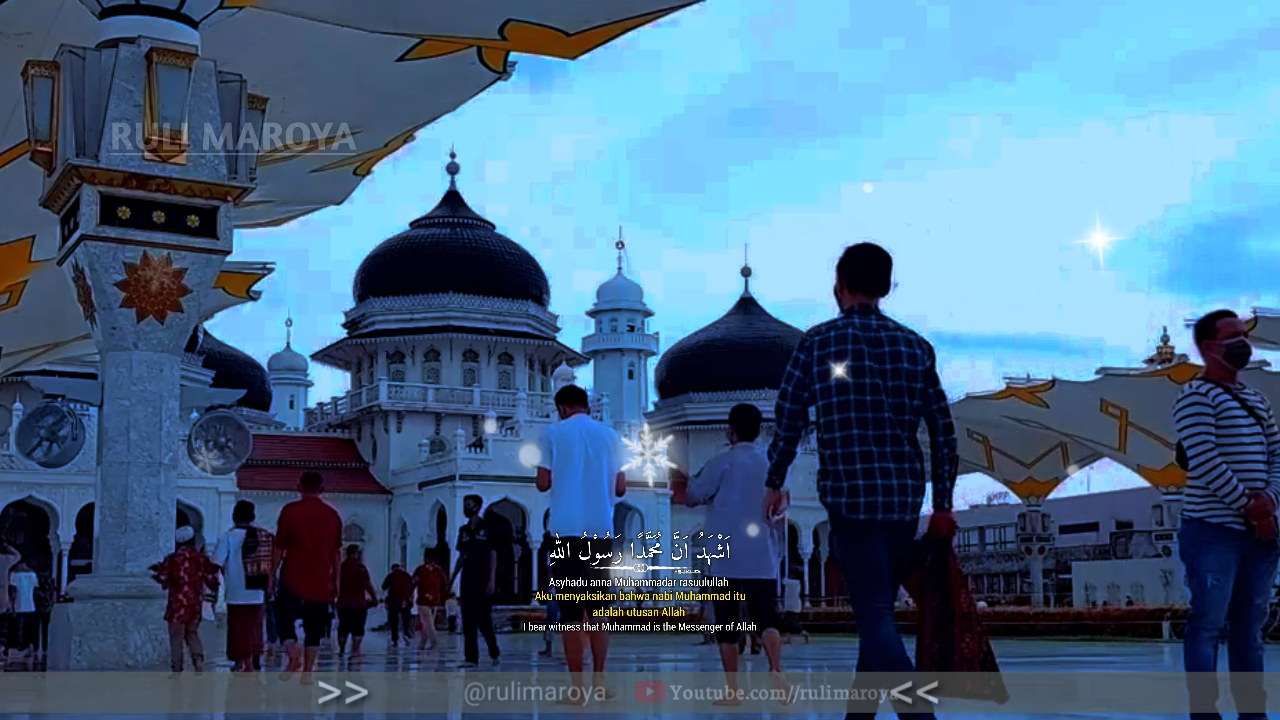 RULI MAROYA
اَشْهَدُ اَنَّ مُحَمَّدًا رَسُوْلُ اللهِ
Asyhadu anna Muhammadar rasuulullah
Aku menyaksikan bahwa nabi Muhammad itu
adalah utusan Allah
I bear witness that Muhammad is the Messenger of Allah
>> @rulimaroya Youtube.com//rulimaroya <<